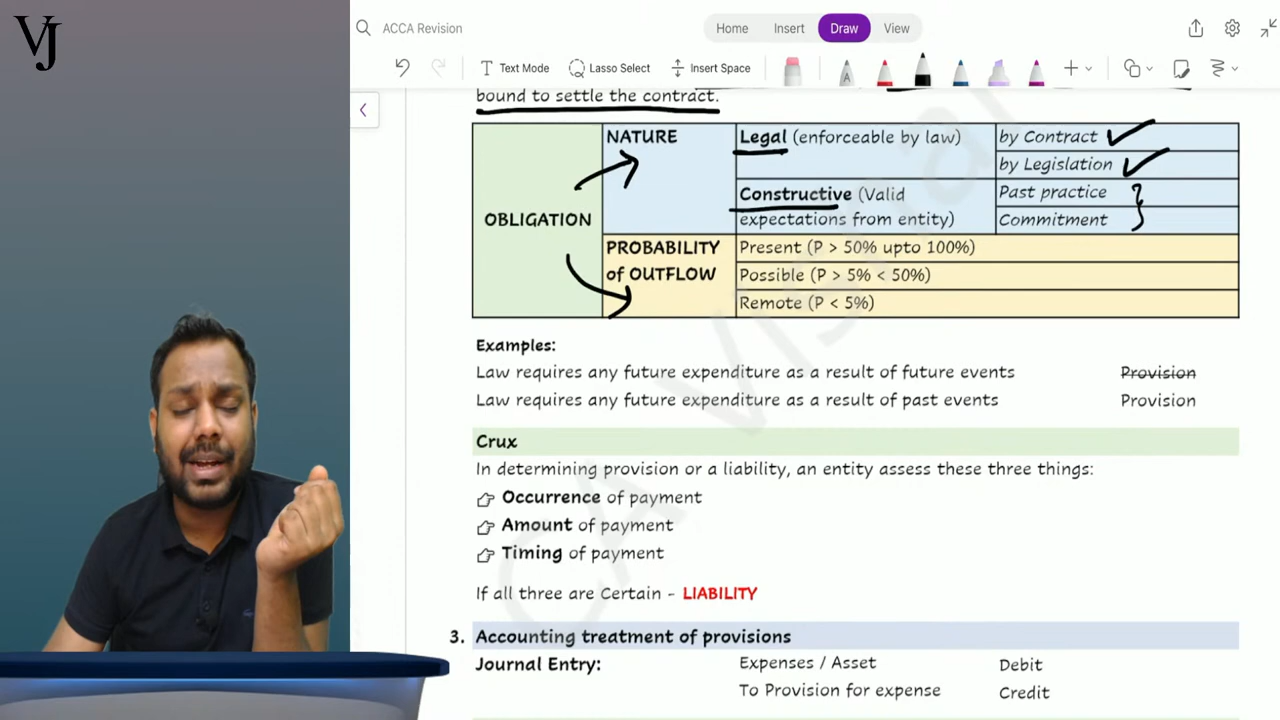 VJ
ACCA Revision
Home Insert Draw View
Text Mode Lasso Select Insert Space
bound to settle the contract.
OBLIGATION
NATURE
Legal (enforceable by law)
by Contract
by Legislation
Constructive (Valid
expectations from entity)
Past practice
Commitment
PROBABILITY
of OUTFLOW
Present (P > 50% upto 100%)
Possible (P > 5% < 50%)
Remote (P < 5%)
Examples:
Law requires any future expenditure as a result of future events Provision
Law requires any future expenditure as a result of past events Provision
Crux
In determining provision or a liability, an entity assess these three things:
Occurrence of payment
Amount of payment
Timing of payment
If all three are Certain - LIABILITY
3. Accounting treatment of provisions
Journal Entry: Expenses / Asset Debit
To Provision for expense Credit